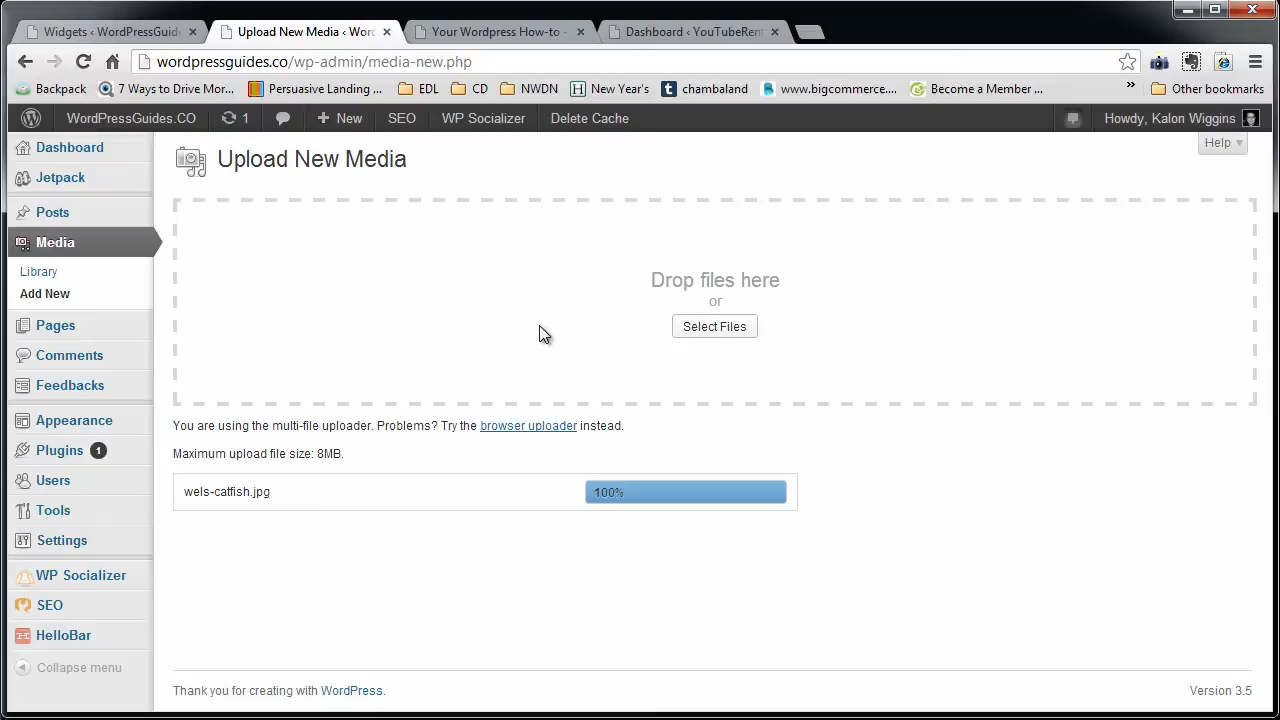 Widgets ‹ WordPressGuid
Upload New Media ‹ Wor
Your Wordpress How-to -
Dashboard ‹ YouTubeRen
wordpressguides.co/wp-admin/media-new.php
Backpack
7 Ways to Drive Mor...
Persuasive Landing ...
EDL
CD
NWDN
New Year's
chambaland
www.bigcommerce....
Become a Member ...
»
Other bookmarks
WordPressGuides.CO
1
+ New
SEO
WP Socializer
Delete Cache
Howdy, Kalon Wiggins
Dashboard
Jetpack
Posts
Media
Library
Add New
Pages
Comments
Feedbacks
Appearance
Plugins 1
Users
Tools
Settings
WP Socializer
SEO
HelloBar
Collapse menu
Help
Upload New Media
Drop files here
or
Select Files
You are using the multi-file uploader. Problems? Try the browser uploader instead.
Maximum upload file size: 8MB.
wels-catfish.jpg
100%
Thank you for creating with WordPress.
Version 3.5